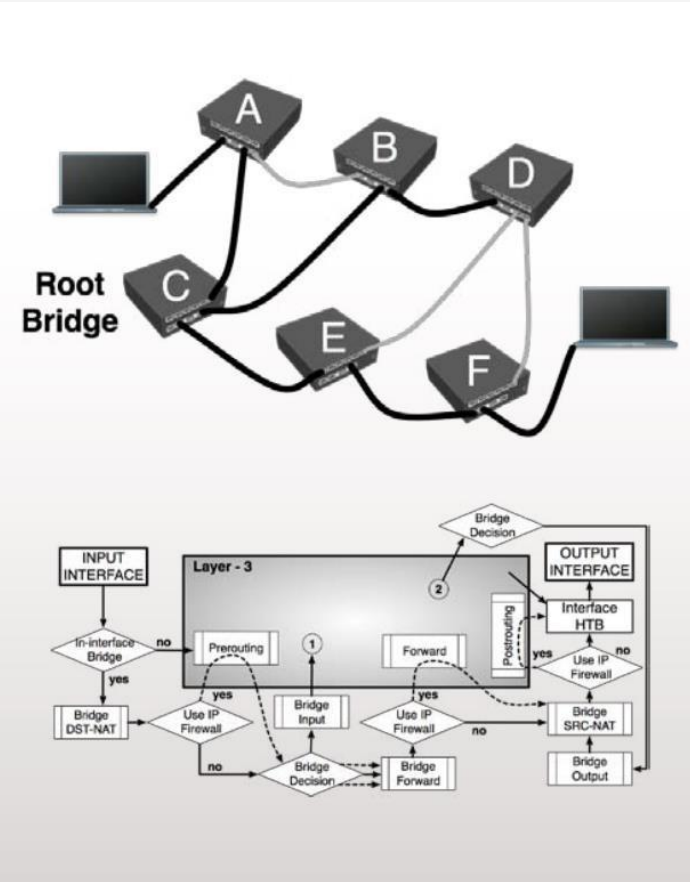 A
B
D
C
Root
Bridge
E
F
Bridge
Decision
INPUT
INTERFACE
Layer - 3
OUTPUT
INTERFACE
2
In-interface
Bridge
no
Prerouting
1
Forward
Postrouting
Interface
HTB
yes
yes
Use IP
Firewall
no
yes
yes
Bridge
DST-NAT
Use IP
Firewall
Bridge
Input
Use IP
Firewall
no
Bridge
SRC-NAT
no
Bridge
Decision
Bridge
Forward
Bridge
Output